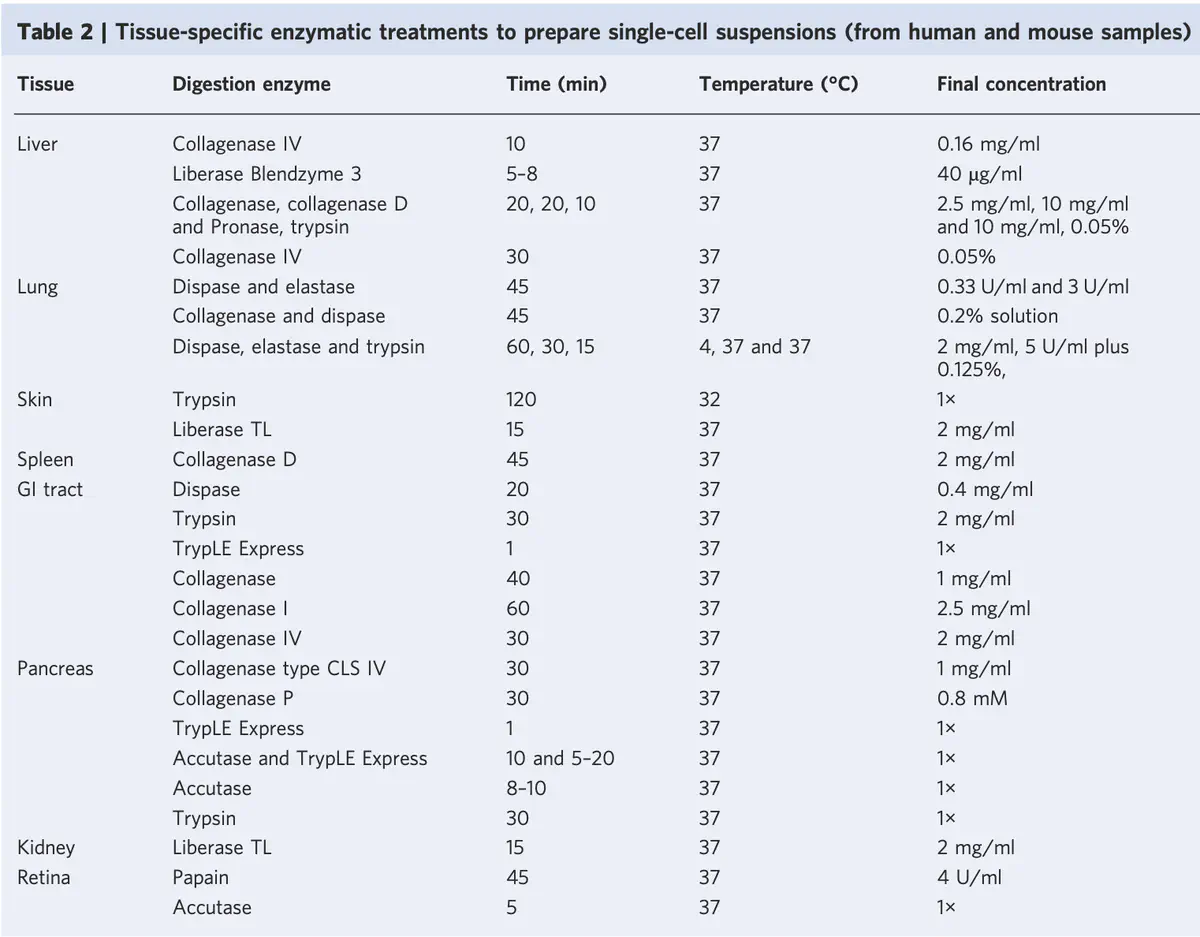 Table 2 | Tissue-specific enzymatic treatments to prepare single-cell suspensions (from human and mouse samples)
Tissue Digestion enzyme Time (min) Temperature (°C) Final concentration
Liver Collagenase IV 10 37 0.16 mg/ml
Liberase Blendzyme 3 5–8 37 40 μg/ml
Collagenase, collagenase D 20, 20, 10 37 2.5 mg/ml, 10 mg/ml
and Pronase, trypsin and 10 mg/ml, 0.05%
Collagenase IV 30 37 0.05%
Lung Dispase and elastase 45 37 0.33 U/ml and 3 U/ml
Collagenase and dispase 45 37 0.2% solution
Dispase, elastase and trypsin 60, 30, 15 4, 37 and 37 2 mg/ml, 5 U/ml plus
0.125%,
Skin Trypsin 120 32 1×
Liberase TL 15 37 2 mg/ml
Spleen Collagenase D 45 37 2 mg/ml
GI tract Dispase 20 37 0.4 mg/ml
Trypsin 30 37 2 mg/ml
TrypLE Express 1 37 1×
Collagenase 40 37 1 mg/ml
Collagenase I 60 37 2.5 mg/ml
Collagenase IV 30 37 2 mg/ml
Pancreas Collagenase type CLS IV 30 37 1 mg/ml
Collagenase P 30 37 0.8 mM
TrypLE Express 1 37 1×
Accutase and TrypLE Express 10 and 5–20 37 1×
Accutase 8–10 37 1×
Trypsin 30 37 1×
Kidney Liberase TL 15 37 2 mg/ml
Retina Papain 45 37 4 U/ml
Accutase 5 37 1×